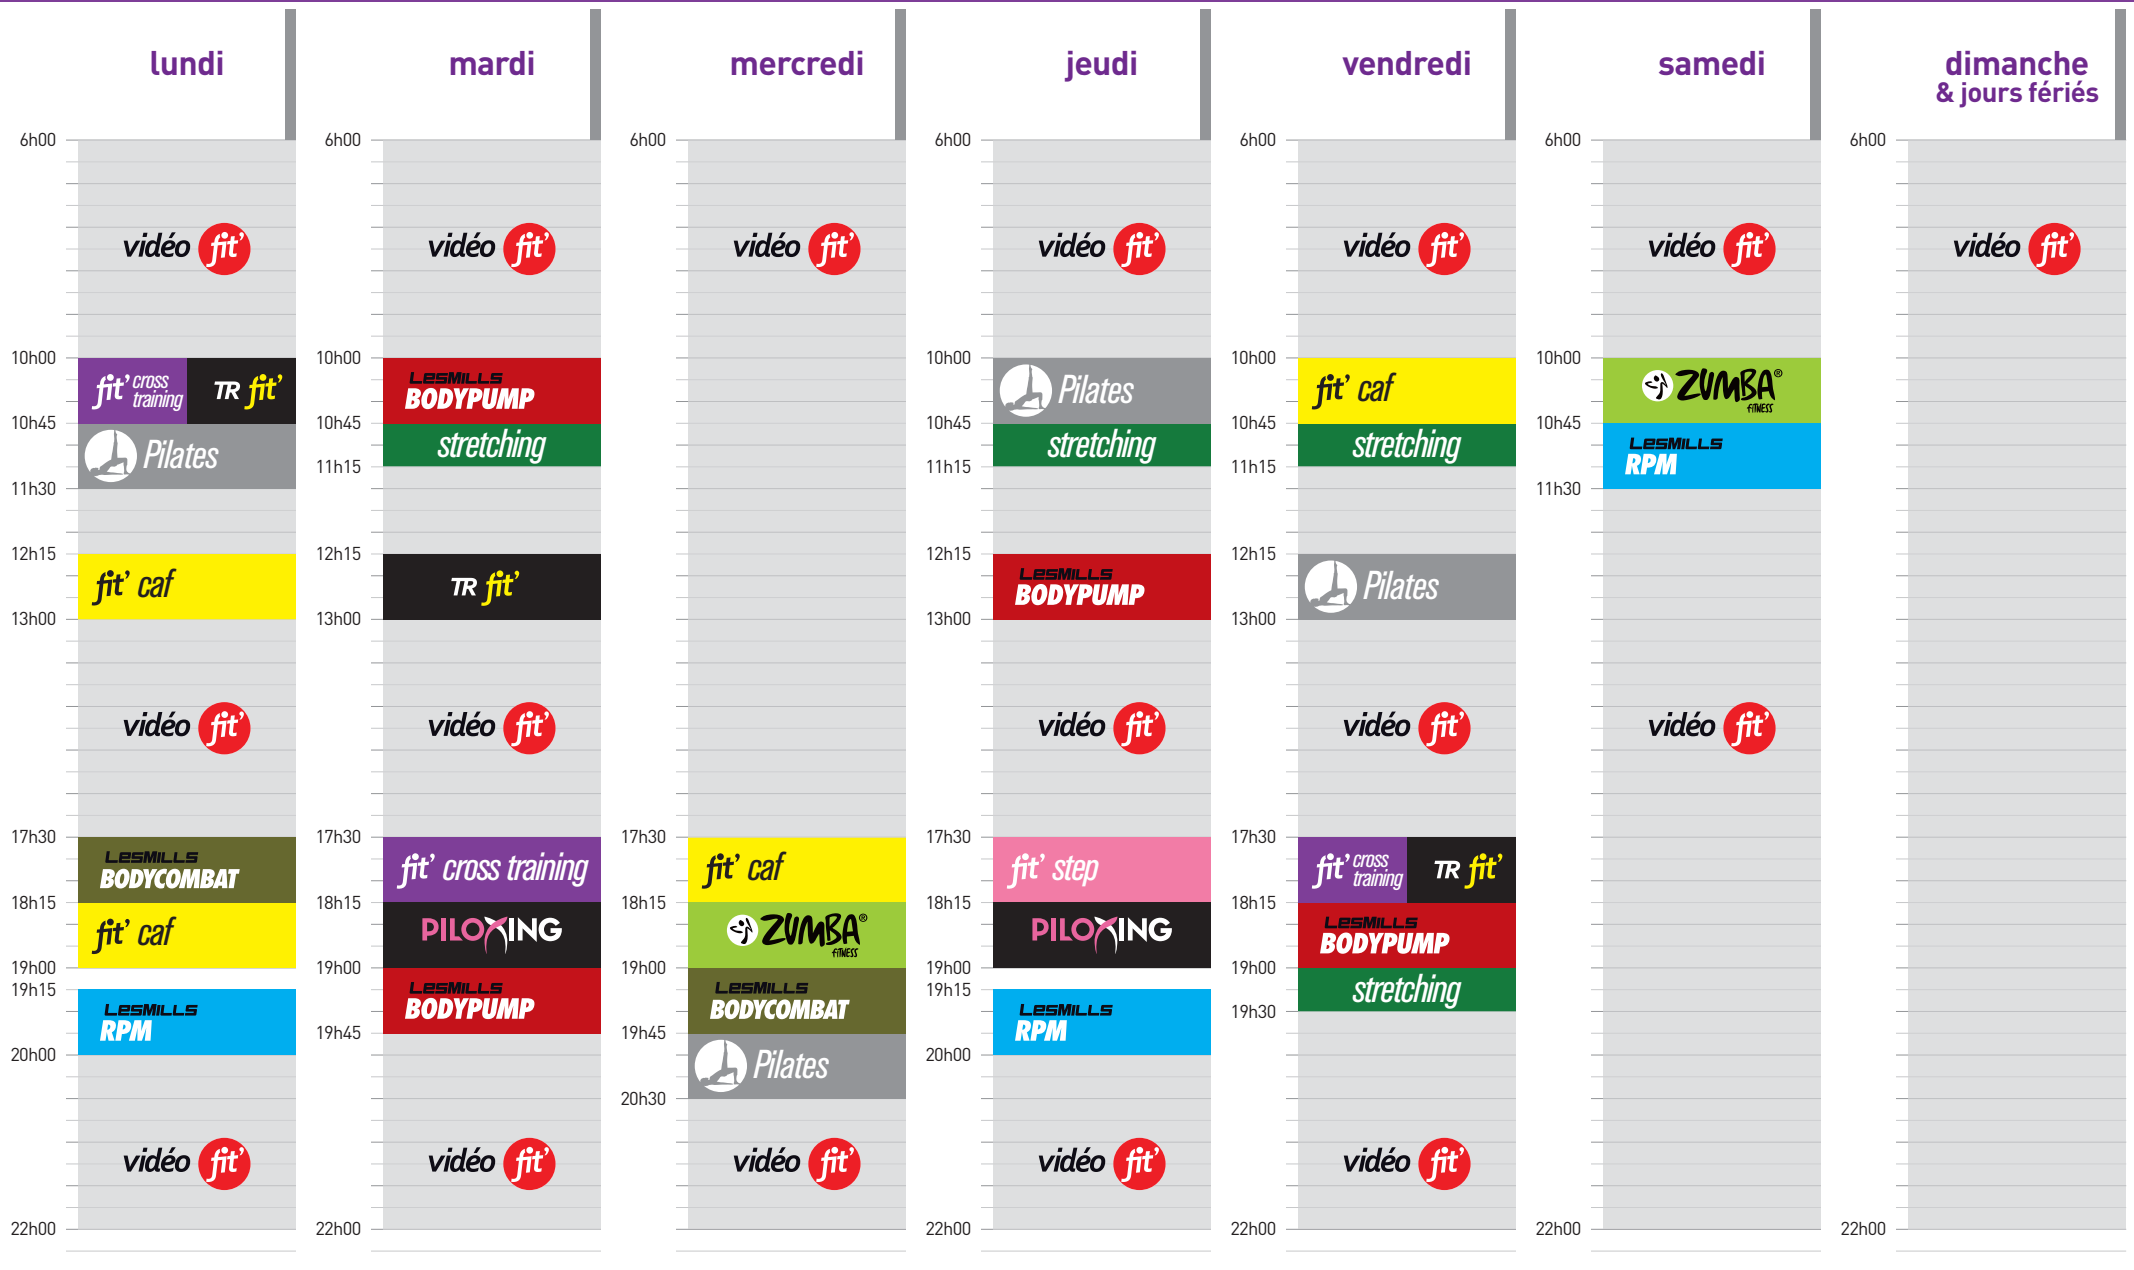 lundi
6h00
vidéo fit'
10h00
fit' cross training
TR fit'
10h45
Pilates
11h30
12h15
fit' caf
13h00
vidéo fit'
17h30
LESMILLS
BODYCOMBAT
18h15
fit' caf
19h00
19h15
LESMILLS
RPM
20h00
vidéo fit'
22h00
mardi
6h00
vidéo fit'
10h00
LESMILLS
BODYPUMP
10h45
stretching
11h15
12h15
TR fit'
13h00
vidéo fit'
17h30
fit' cross training
18h15
PILOXING
19h00
LESMILLS
BODYPUMP
19h45
vidéo fit'
22h00
mercredi
6h00
vidéo fit'
17h30
fit' caf
18h15
ZUMBA®
FITNESS
19h00
LESMILLS
BODYCOMBAT
19h45
Pilates
20h30
vidéo fit'
jeudi
6h00
vidéo fit'
10h00
Pilates
10h45
stretching
11h15
12h15
LESMILLS
BODYPUMP
13h00
vidéo fit'
17h30
fit' step
18h15
PILOXING
19h00
19h15
LESMILLS
RPM
20h00
vidéo fit'
22h00
vendredi
6h00
vidéo fit'
10h00
fit' caf
10h45
stretching
11h15
12h15
Pilates
13h00
vidéo fit'
17h30
fit' cross training
TR fit'
18h15
LESMILLS
BODYPUMP
19h00
stretching
19h30
vidéo fit'
22h00
samedi
6h00
vidéo fit'
10h00
ZUMBA®
FITNESS
10h45
LESMILLS
RPM
11h30
vidéo fit'
22h00
dimanche
& jours fériés
6h00
vidéo fit'
22h00